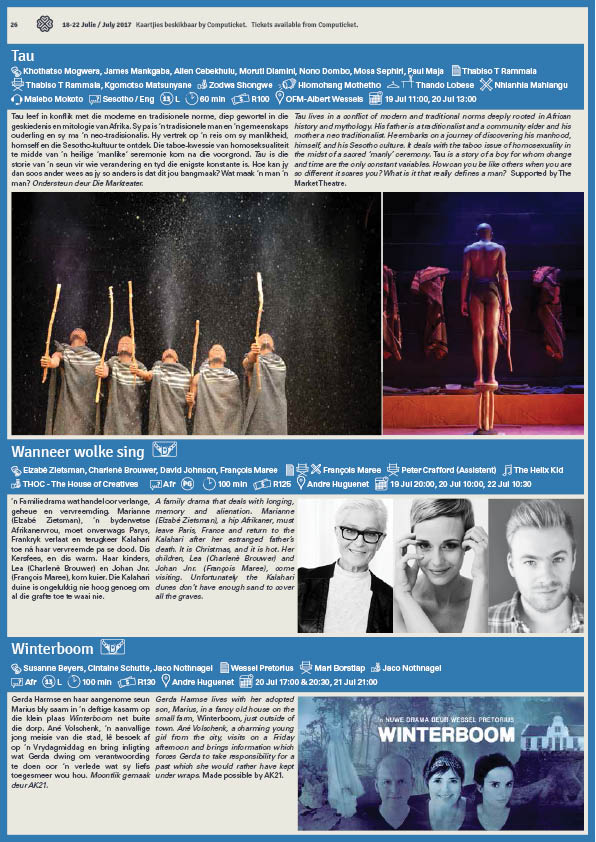 26
18-22 Julie / July 2017 Kaartjies beskikbaar by Computicket. Tickets available from Computicket.
Tau
Khothatso Mogwera, James Mankgaba, Allen Cebekhulu, Moruti Dlamini, Nono Dombo, Mosa Sephiri, Paul Maja Thabiso T Rammala
Thabiso T Rammala, Kgomotso Matsunyane Zodwa Shongwe Hlomohang Mothetho Thando Lobese Nhlanhla Mahlangu
Malebo Mokoto Sesotho / Eng L 60 min R100 OFM-Albert Wessels 19 Jul 11:00, 20 Jul 13:00
Tau leef in konflik met die moderne en tradisionele norme, diep gewortel in die
geskiedenis en mitologie van Afrika. Sy pa is 'n tradisionele man en 'n gemeenskaps
ouderling en sy ma 'n neo-tradisionalis. Hy vertrek op 'n reis om sy manlikheid,
homself en die Sesotho-kultuur te ontdek. Die taboe-kwessie van homoseksualiteit
te midde van 'n heilige 'manlike' seremonie kom na die voorgrond. Tau is die
storie van 'n seun vir wie verandering en tyd die enigste konstante is. Hoe kan jy
dan soos ander wees as jy so anders is dat dit jou bangmaak? Wat maak 'n man 'n
man? Ondersteun deur Die Markteater.
Tau lives in a conflict of modern and traditional norms deeply rooted in African
history and mythology. His father is a traditionalist and a community elder and his
mother a neo traditionalist. He embarks on a journey of discovering his manhood,
himself, and his Sesotho culture. It deals with the taboo issue of homosexuality in
the midst of a sacred 'manly' ceremony. Tau is a story of a boy for whom change
and time are the only constant variables. How can you be like others when you are
so different it scares you? What is it that really defines a man? Supported by The
Market Theatre.
Wanneer wolke sing D
Elzabé Zietsman, Charlenè Brouwer, David Johnson, François Maree François Maree Peter Crafford (Assistent) The Helix Kid
THOC - The House of Creatives Afr PG 100 min R125 Andre Huguenet 19 Jul 20:00, 20 Jul 10:00, 22 Jul 10:30
'n Familiedrama wat handel oor verlange,
geheue en vervreemding. Marianne
(Elzabé Zietsman), 'n byderwetse
Afrikanervrou, moet onverwags Parys,
Frankryk verlaat en terugkeer Kalahari
toe ná haar vervreemde pa se dood. Dis
Kersfees, en dis warm. Haar kinders,
Lea (Charlenè Brouwer) en Johan Jnr.
(François Maree), kom kuier. Die Kalahari
duine is ongelukkig nie hoog genoeg om
al die grafte toe te waai nie.
A family drama that deals with longing,
memory and alienation. Marianne
(Elzabé Zietsman), a hip Afrikaner, must
leave Paris, France and return to the
Kalahari after her estranged father's
death. It is Christmas, and it is hot. Her
children, Lea (Charlenè Brouwer) and
Johan Jnr. (François Maree), come
visiting. Unfortunately the Kalahari
dunes don't have enough sand to cover
all the graves.
Winterboom D
Susanne Beyers, Cintaine Schutte, Jaco Nothnagel Wessel Pretorius Mari Borstlap Jaco Nothnagel
Afr L 100 min R130 Andre Huguenet 20 Jul 17:00 & 20:30, 21 Jul 21:00
Gerda Harmse en haar aangenome seun
Marius bly saam in 'n deftige kasarm op
die klein plaas Winterboom net buite
die dorp. Ané Volschenk, 'n aanvallige
jong meisie van die stad, lê besoek af
op 'n Vrydagmiddag en bring inligting
wat Gerda dwing om verantwoording
te doen oor 'n verlede wat sy liefs
toegesmeer wou hou. Moontlik gemaak
deur AK21.
Gerda Harmse lives with her adopted
son, Marius, in a fancy old house on the
small farm, Winterboom, just outside of
town. Ané Volschenk, a charming young
girl from the city, visits on a Friday
afternoon and brings information which
forces Gerda to take responsibility for a
past which she would rather have kept
under wraps. Made possible by AK21.
'n NUWE DRAMA DEUR WESSEL PRETORIUS
WINTERBOOM